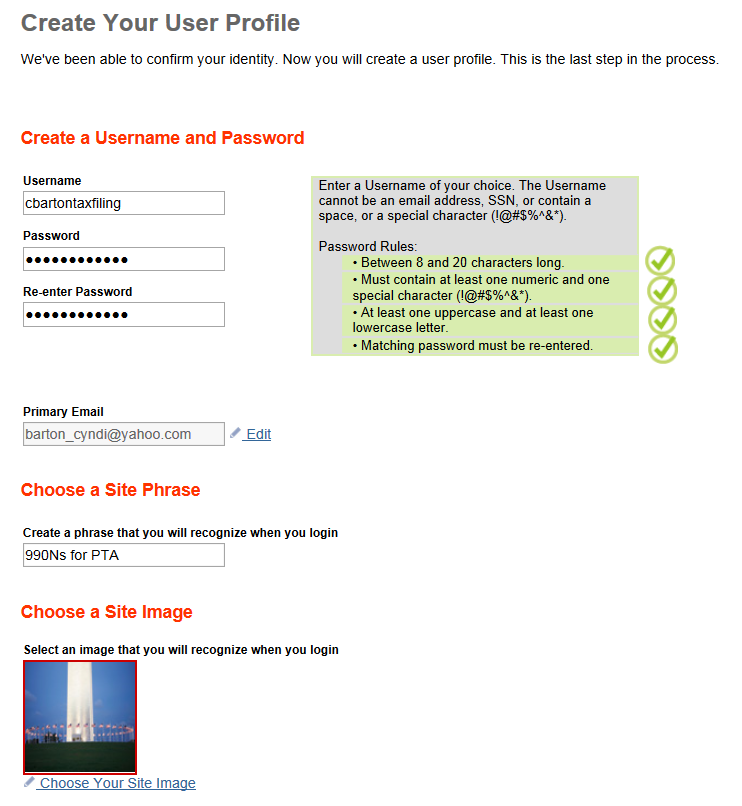 Create Your User Profile
We've been able to confirm your identity. Now you will create a user profile. This is the last step in the process.
Create a Username and Password
Username
cbartontaxfiling
Password
●●●●●●●●●●●●
Re-enter Password
●●●●●●●●●●●●
Enter a Username of your choice. The Username
cannot be an email address, SSN, or contain a
space, or a special character (!@#$%^&*).
Password Rules:
• Between 8 and 20 characters long.
• Must contain at least one numeric and one
special character (!@#$%^&*).
• At least one uppercase and at least one
lowercase letter.
• Matching password must be re-entered.
Primary Email
barton_cyndi@yahoo.com
Edit
Choose a Site Phrase
Create a phrase that you will recognize when you login
990Ns for PTA
Choose a Site Image
Select an image that you will recognize when you login
Choose Your Site Image